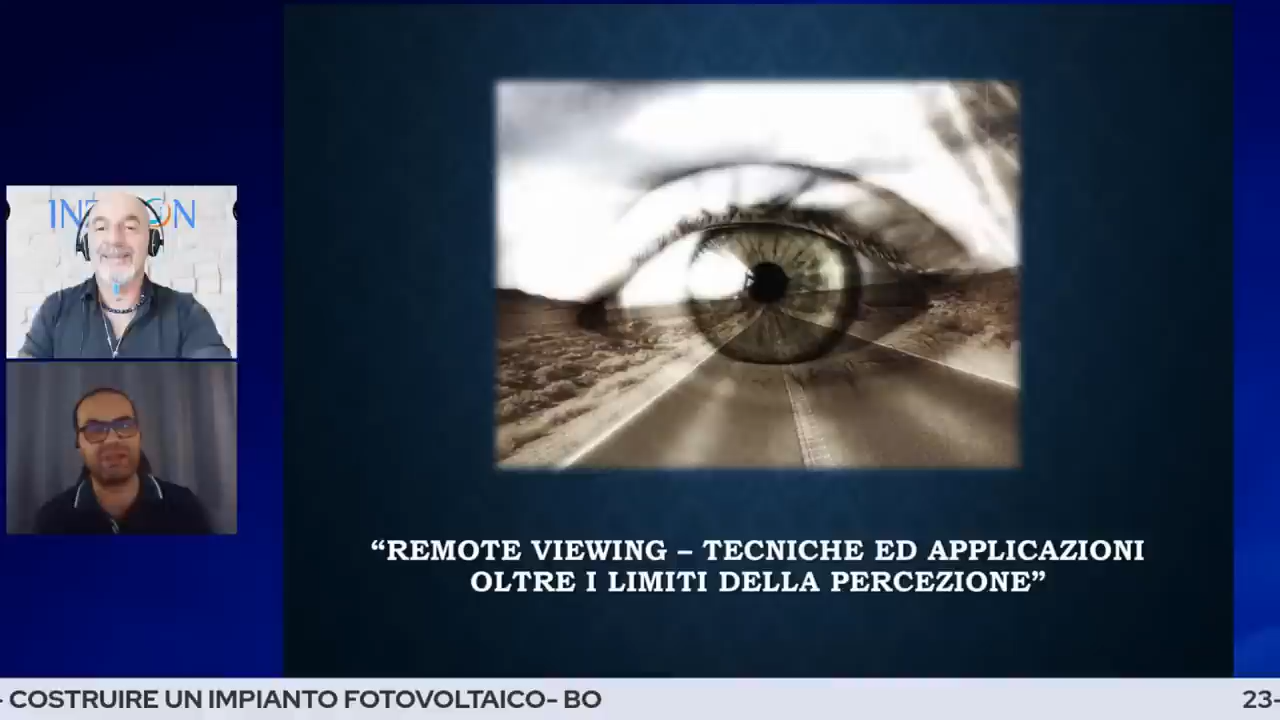 “REMOTE VIEWING – TECNICHE ED APPLICAZIONI
OLTRE I LIMITI DELLA PERCEZIONE”
- COSTRUIRE UN IMPIANTO FOTOVOLTAICO- BO
23-